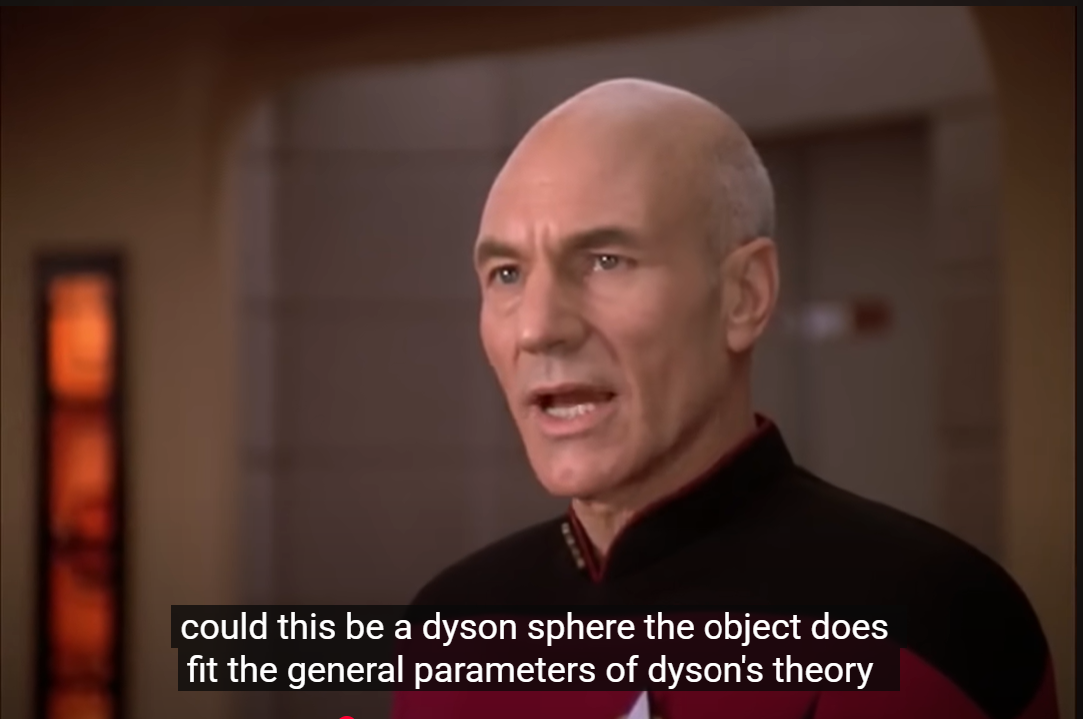 could this be a dyson sphere the object does
fit the general parameters of dyson's theory